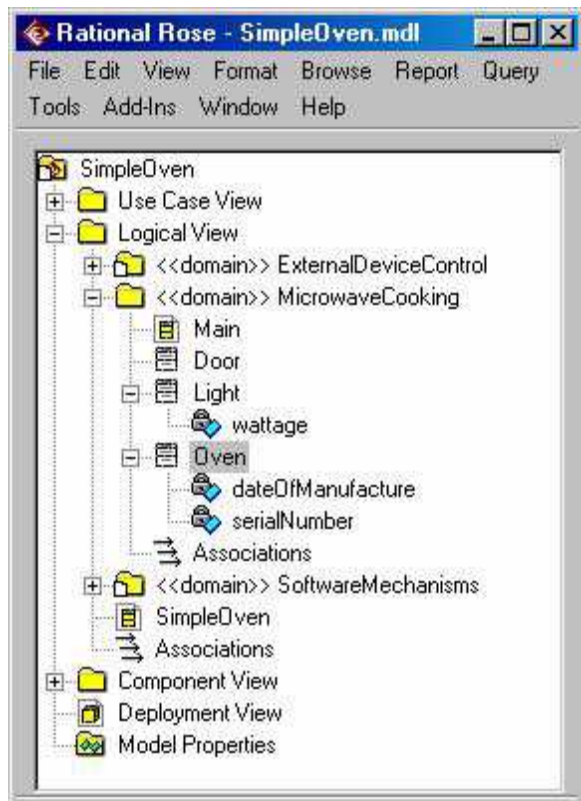 Rational Rose - SimpleOven.mdl
File Edit View Format Browse Report Query
Tools Add-Ins Window Help
SimpleOven
Use Case View
Logical View
<<domain>> ExternalDeviceControl
<<domain>> MicrowaveCooking
Main
Door
Light
wattage
Oven
dateOfManufacture
serialNumber
Associations
<<domain>> SoftwareMechanisms
SimpleOven
Associations
Component View
Deployment View
Model Properties